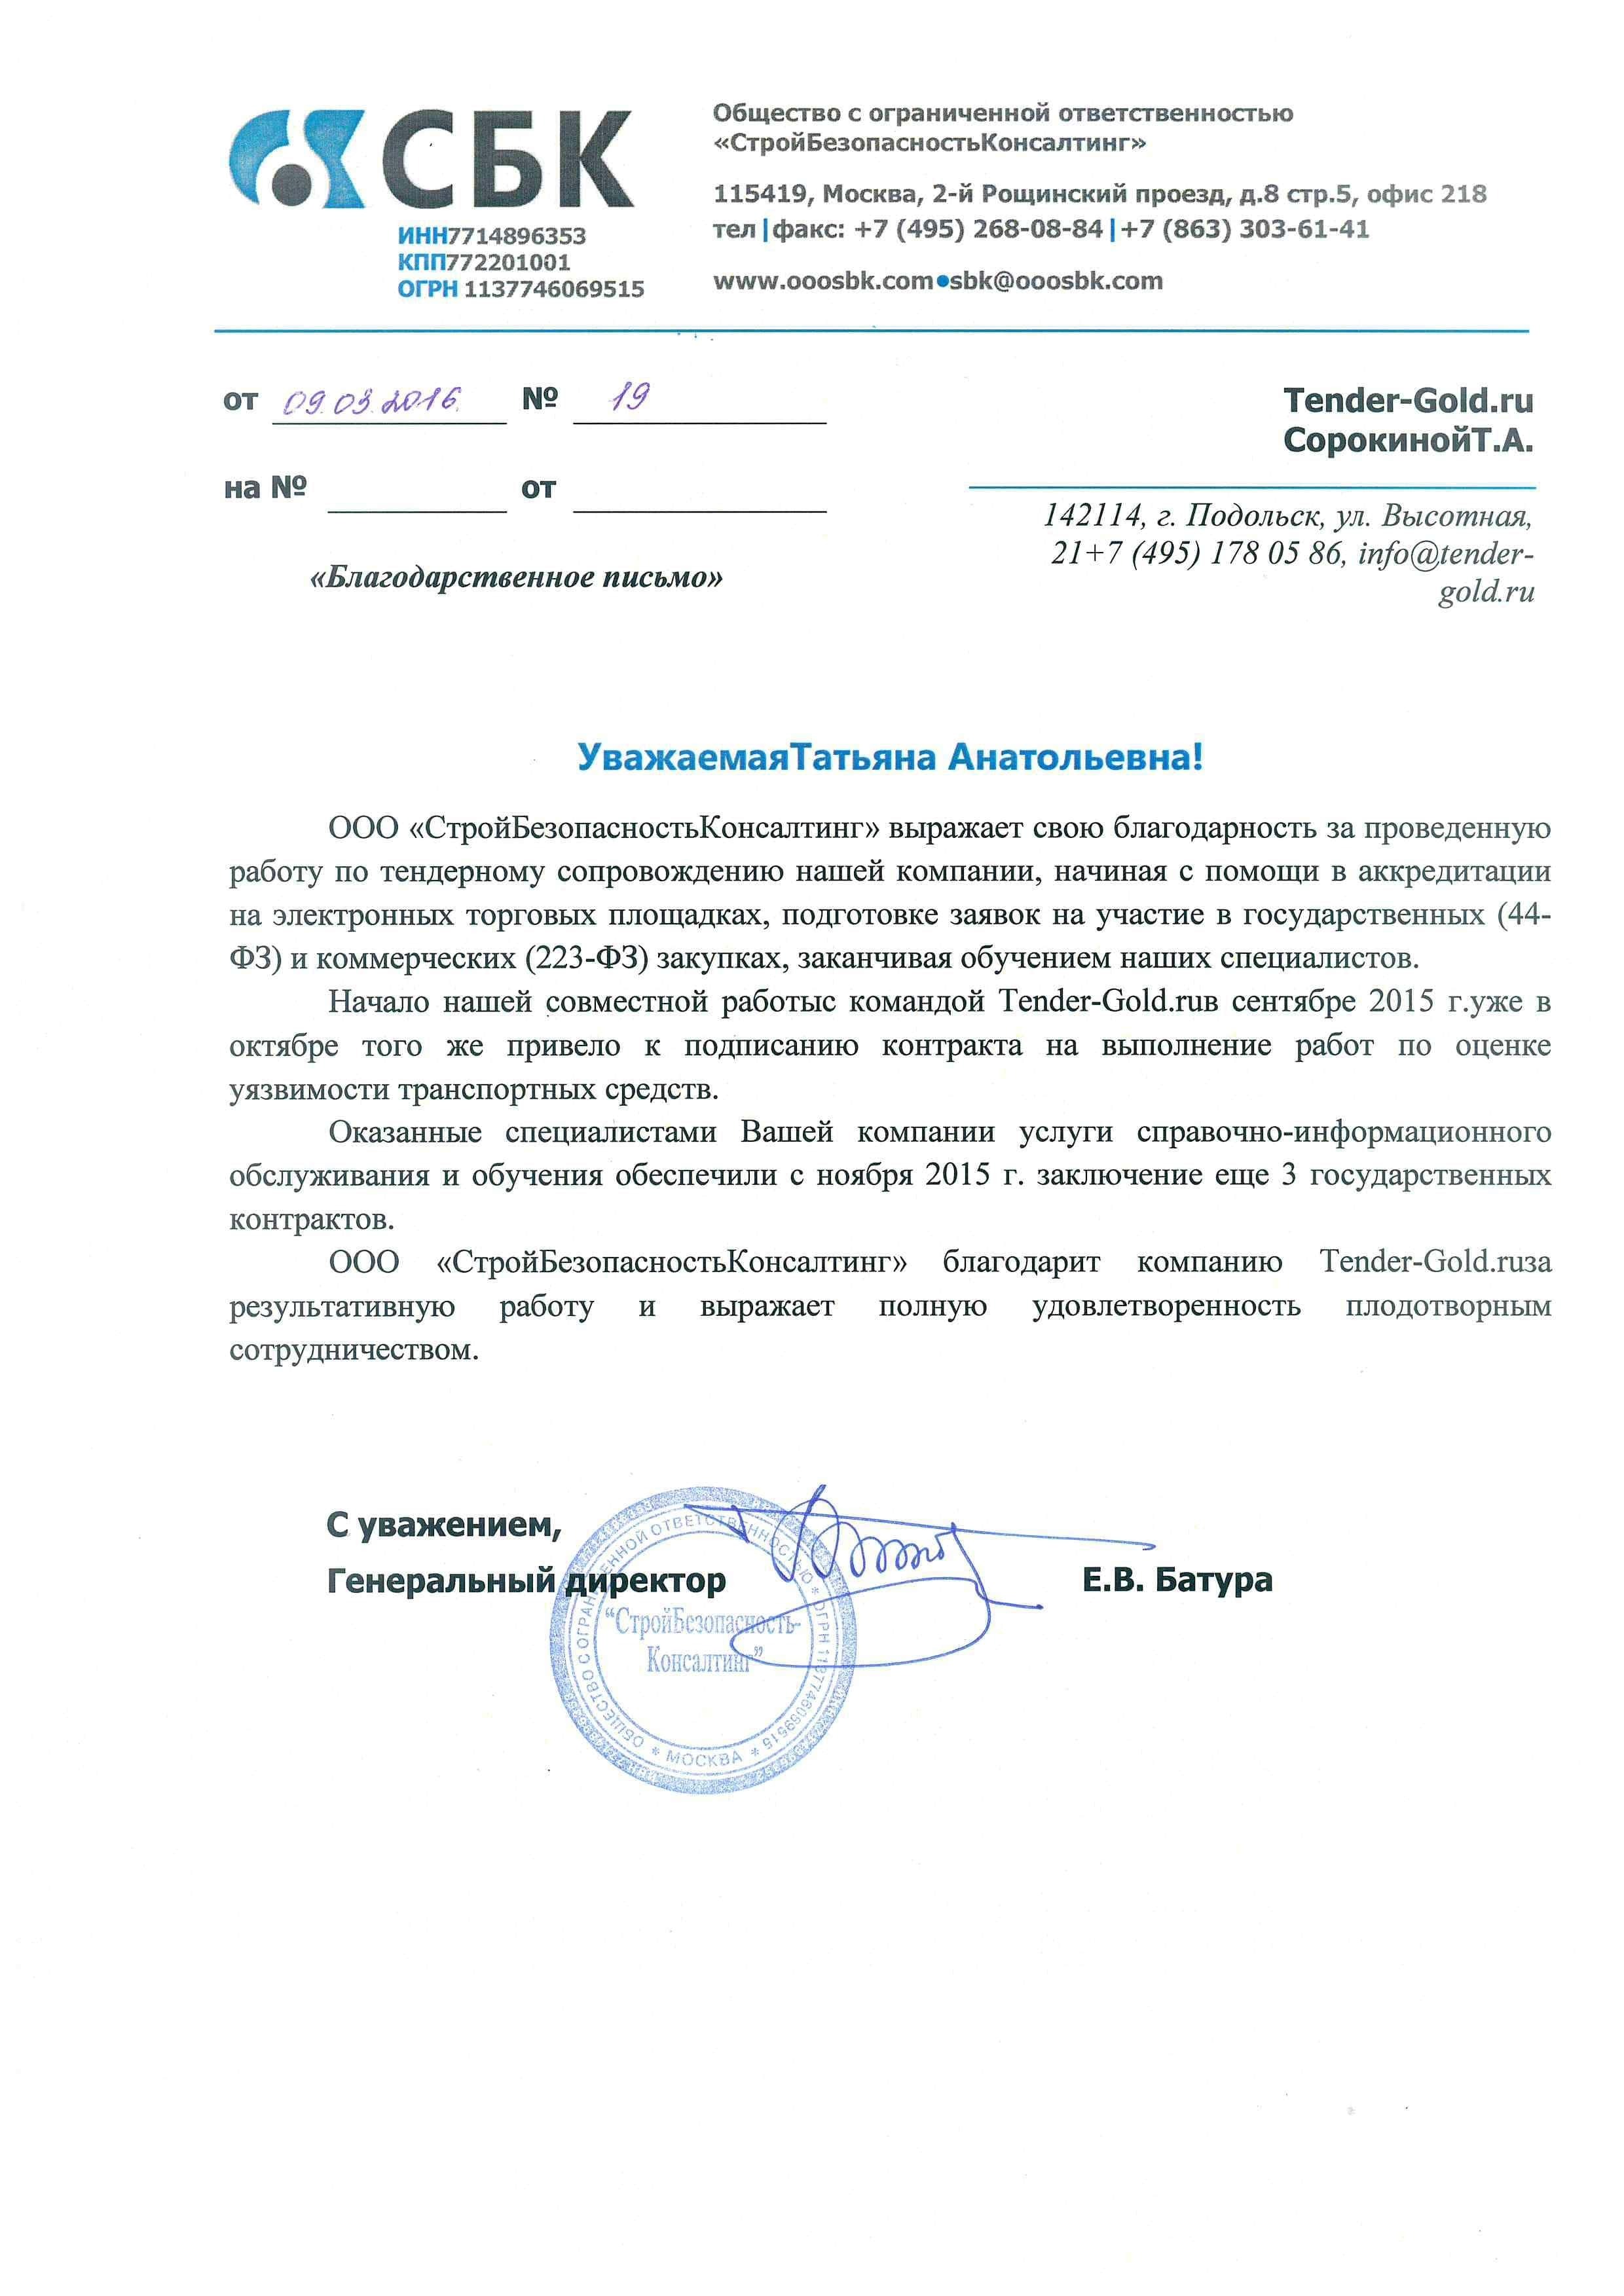 СБК
ИНН7714896353
КПП772201001
ОГРН 1137746069515
Общество с ограниченной ответственностью
«СтройБезопасностьКонсалтинг»
115419, Москва, 2-й Рощинский проезд, д.8 стр.5, офис 218
тел|факс: +7 (495) 268-08-84|+7 (863) 303-61-41
www.ooosbk.com•sbk@ooosbk.com
от 09.03.2016. № 19
на № от
«Благодарственное письмо»
Tender-Gold.ru
СорокинойТ.А.
142114, г. Подольск, ул. Высотная,
21+7 (495) 178 05 86, info@tender-
gold.ru
УважаемаяТатьяна Анатольевна!
ООО «СтройБезопасностьКонсалтинг» выражает свою благодарность за проведенную
работу по тендерному сопровождению нашей компании, начиная с помощи в аккредитации
на электронных торговых площадках, подготовке заявок на участие в государственных (44-
ФЗ) и коммерческих (223-ФЗ) закупках, заканчивая обучением наших специалистов.
Начало нашей совместной работыс командой Tender-Gold.ruв сентябре 2015 г.уже в
октябре того же привело к подписанию контракта на выполнение работ по оценке
уязвимости транспортных средств.
Оказанные специалистами Вашей компании услуги справочно-информационного
обслуживания и обучения обеспечили с ноября 2015 г. заключение еще 3 государственных
контрактов.
ООО «СтройБезопасностьКонсалтинг» благодарит компанию Tender-Gold.ruза
результативную работу и выражает полную удовлетворенность плодотворным
сотрудничеством.
С уважением,
Генеральный директор Е.В. Батура
ОБЩЕСТВО С ОГРАНИЧЕННОЙ ОТВЕТСТВЕННОСТЬЮ * ОГРН 1137746069515 * МОСКВА *
“СтройБезопасность-
Консалтинг”